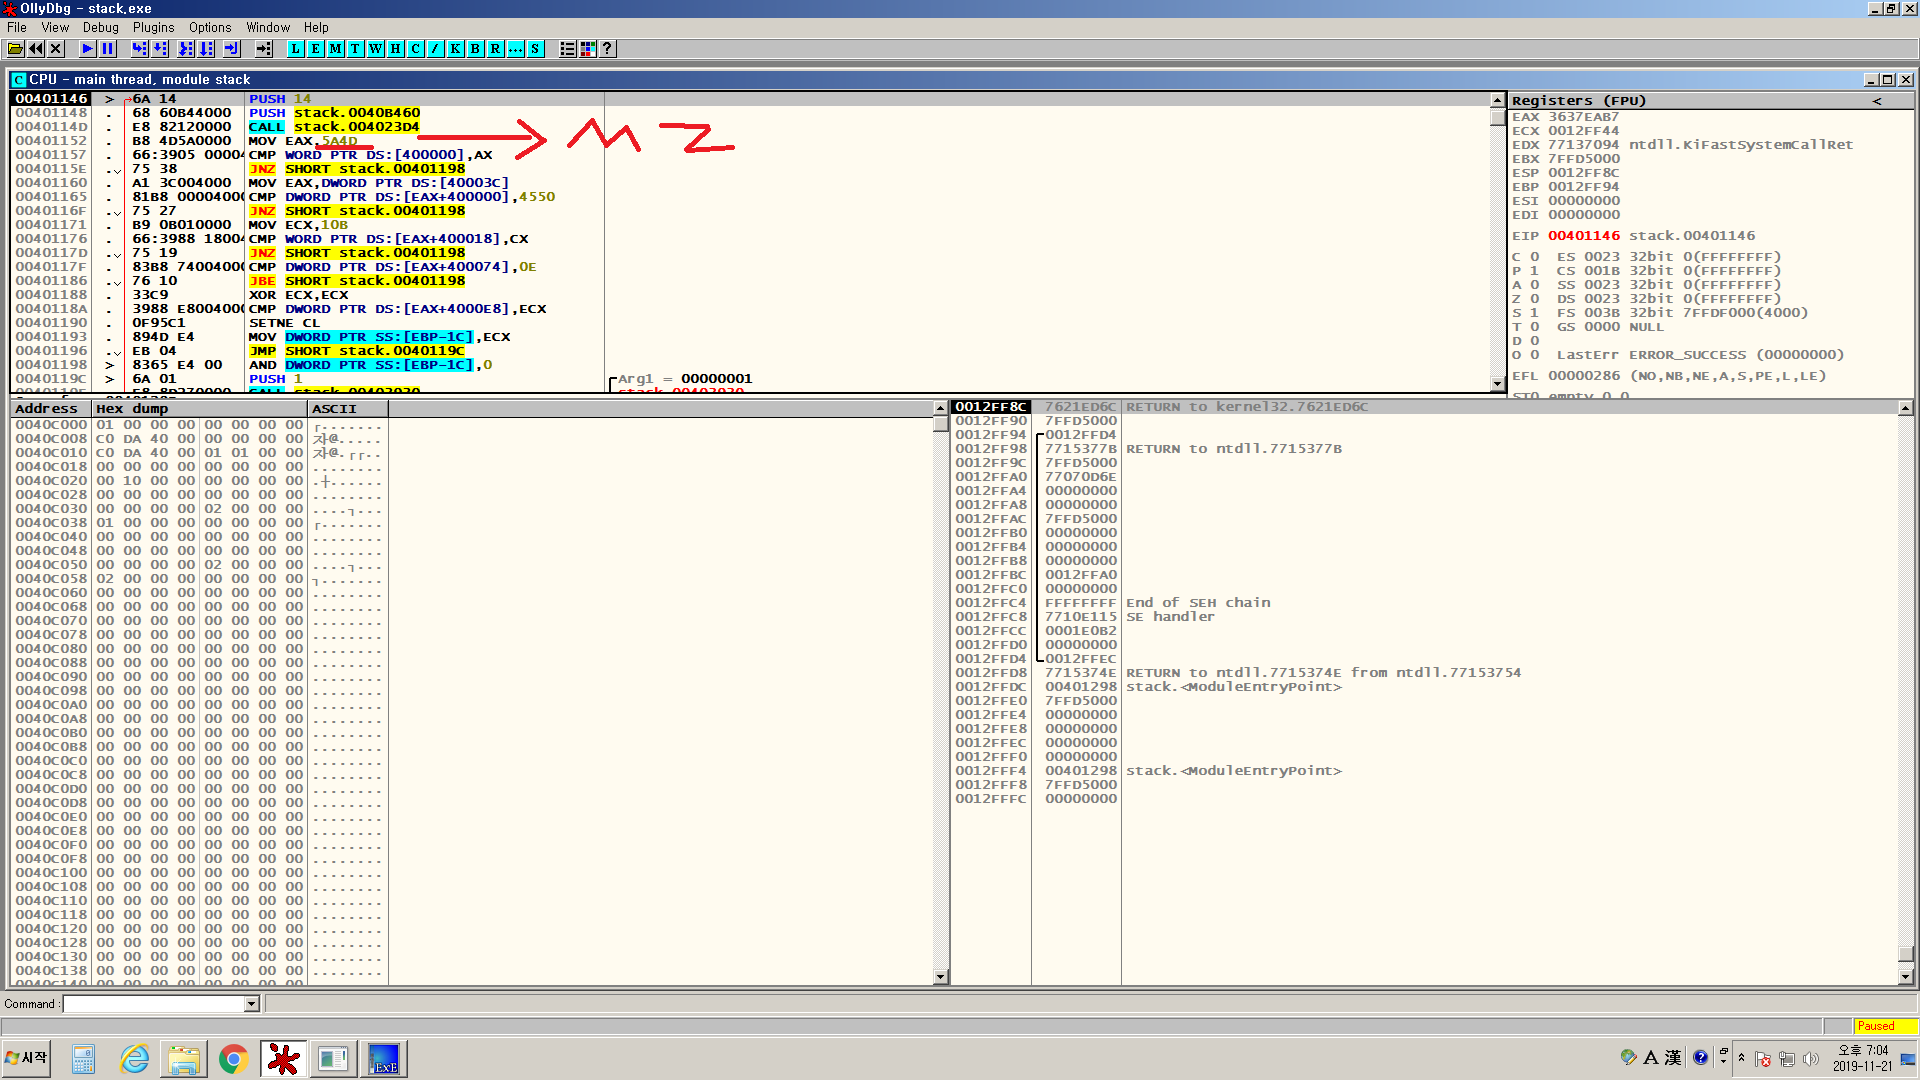 OllyDbg - stack.exe
File View Debug Plugins Options Window Help
L E M T W H C / K B R ... S ?
C CPU - main thread, module stack
00401146 > 6A 14 PUSH 14
00401148 . 68 60B44000 PUSH stack.0040B460
0040114D . E8 82120000 CALL stack.004023D4
00401152 . B8 4D5A0000 MOV EAX,5A4D
MZ
00401157 . 66:3905 00004 CMP WORD PTR DS:[400000],AX
0040115E . 75 38 JNZ SHORT stack.00401198
00401160 . A1 3C004000 MOV EAX,DWORD PTR DS:[40003C]
00401165 . 81B8 00004000 CMP DWORD PTR DS:[EAX+400000],4550
0040116F . 75 27 JNZ SHORT stack.00401198
00401171 . B9 0B010000 MOV ECX,10B
00401176 . 66:3988 18004 CMP WORD PTR DS:[EAX+400018],CX
0040117D . 75 19 JNZ SHORT stack.00401198
0040117F . 83B8 74004000 CMP DWORD PTR DS:[EAX+400074],0E
00401186 . 76 10 JBE SHORT stack.00401198
00401188 . 33C9 XOR ECX,ECX
0040118A . 3988 E8004000 CMP DWORD PTR DS:[EAX+4000E8],ECX
00401190 . 0F95C1 SETNE CL
00401193 . 894D E4 MOV DWORD PTR SS:[EBP-1C],ECX
00401196 . EB 04 JMP SHORT stack.0040119C
00401198 > 8365 E4 00 AND DWORD PTR SS:[EBP-1C],0
0040119C > 6A 01 PUSH 1 Arg1 = 00000001
Registers (FPU) <
EAX 3637EAB7
ECX 0012FF44
EDX 77137094 ntdll.KiFastSystemCallRet
EBX 7FFD5000
ESP 0012FF8C
EBP 0012FF94
ESI 00000000
EDI 00000000
EIP 00401146 stack.00401146
C 0 ES 0023 32bit 0(FFFFFFFF)
P 1 CS 001B 32bit 0(FFFFFFFF)
A 0 SS 0023 32bit 0(FFFFFFFF)
Z 0 DS 0023 32bit 0(FFFFFFFF)
S 1 FS 003B 32bit 7FFDF000(4000)
T 0 GS 0000 NULL
D 0
O 0 LastErr ERROR_SUCCESS (00000000)
EFL 00000286 (NO,NB,NE,A,S,PE,L,LE)
ST0 empty 0.0
Address Hex dump ASCII
0040C000 01 00 00 00 00 00 00 00 ┌.......
0040C008 C0 DA 40 00 00 00 00 00 자@.....
0040C010 C0 DA 40 00 01 01 00 00 자@.┌┌..
0040C018 00 00 00 00 00 00 00 00 ........
0040C020 00 10 00 00 00 00 00 00 .┼......
0040C028 00 00 00 00 00 00 00 00 ........
0040C030 00 00 00 00 02 00 00 00 ....┐...
0040C038 01 00 00 00 00 00 00 00 ┌.......
0040C040 00 00 00 00 00 00 00 00 ........
0040C048 00 00 00 00 00 00 00 00 ........
0040C050 00 00 00 00 02 00 00 00 ....┐...
0040C058 02 00 00 00 00 00 00 00 ┐.......
0040C060 00 00 00 00 00 00 00 00 ........
0040C068 00 00 00 00 00 00 00 00 ........
0040C070 00 00 00 00 00 00 00 00 ........
0040C078 00 00 00 00 00 00 00 00 ........
0040C080 00 00 00 00 00 00 00 00 ........
0040C088 00 00 00 00 00 00 00 00 ........
0040C090 00 00 00 00 00 00 00 00 ........
0040C098 00 00 00 00 00 00 00 00 ........
0040C0A0 00 00 00 00 00 00 00 00 ........
0040C0A8 00 00 00 00 00 00 00 00 ........
0040C0B0 00 00 00 00 00 00 00 00 ........
0040C0B8 00 00 00 00 00 00 00 00 ........
0040C0C0 00 00 00 00 00 00 00 00 ........
0040C0C8 00 00 00 00 00 00 00 00 ........
0040C0D0 00 00 00 00 00 00 00 00 ........
0040C0D8 00 00 00 00 00 00 00 00 ........
0040C0E0 00 00 00 00 00 00 00 00 ........
0040C0E8 00 00 00 00 00 00 00 00 ........
0040C0F0 00 00 00 00 00 00 00 00 ........
0040C0F8 00 00 00 00 00 00 00 00 ........
0040C100 00 00 00 00 00 00 00 00 ........
0040C108 00 00 00 00 00 00 00 00 ........
0040C110 00 00 00 00 00 00 00 00 ........
0040C118 00 00 00 00 00 00 00 00 ........
0040C120 00 00 00 00 00 00 00 00 ........
0040C128 00 00 00 00 00 00 00 00 ........
0040C130 00 00 00 00 00 00 00 00 ........
0040C138 00 00 00 00 00 00 00 00 ........
0012FF8C 7621ED6C RETURN to kernel32.7621ED6C
0012FF90 7FFD5000
0012FF94 0012FFD4
0012FF98 7715377B RETURN to ntdll.7715377B
0012FF9C 7FFD5000
0012FFA0 77070D6E
0012FFA4 00000000
0012FFA8 00000000
0012FFAC 7FFD5000
0012FFB0 00000000
0012FFB4 00000000
0012FFB8 00000000
0012FFBC 0012FFA0
0012FFC0 00000000
0012FFC4 FFFFFFFF End of SEH chain
0012FFC8 7710E115 SE handler
0012FFCC 0001E0B2
0012FFD0 00000000
0012FFD4 0012FFEC
0012FFD8 7715374E RETURN to ntdll.7715374E from ntdll.77153754
0012FFDC 00401298 stack.<ModuleEntryPoint>
0012FFE0 7FFD5000
0012FFE4 00000000
0012FFE8 00000000
0012FFEC 00000000
0012FFF0 00000000
0012FFF4 00401298 stack.<ModuleEntryPoint>
0012FFF8 7FFD5000
0012FFFC 00000000
Command :
Paused
시작
EXE
A 漢 ?
오후 7:04
2019-11-21